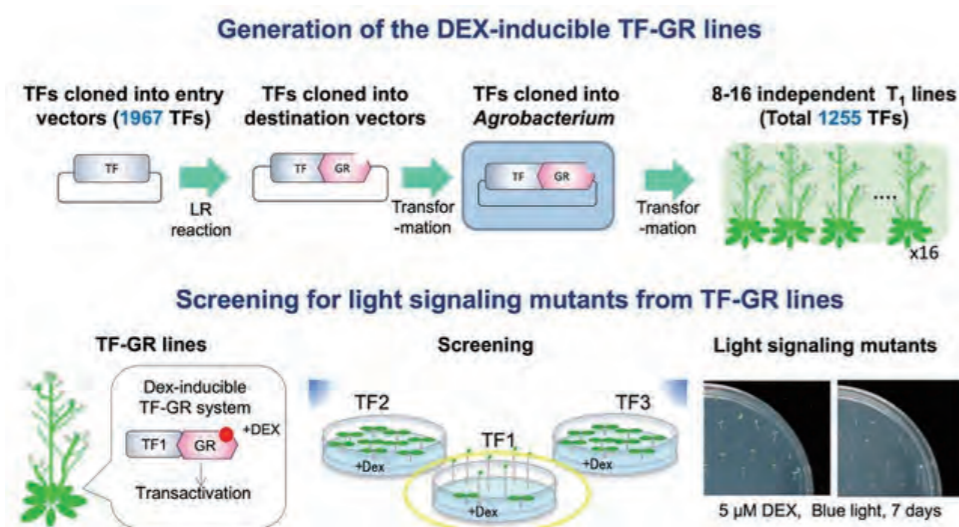 Generation of the DEX-inducible TF-GR lines
TFs cloned into entry
vectors (1967 TFs)
TF
LR
reaction
TFs cloned into
destination vectors
TF GR
Transfor
-mation
TFs cloned into
Agrobacterium
TF GR
Transfor
-mation
8-16 independent T1 lines
(Total 1255 TFs)
....
x16
Screening for light signaling mutants from TF-GR lines
TF-GR lines
Dex-inducible
TF-GR system
+DEX
TF1 GR
Transactivation
Screening
TF2
+Dex
TF1
+Dex
TF3
+Dex
Light signaling mutants
5 µM DEX, Blue light, 7 days